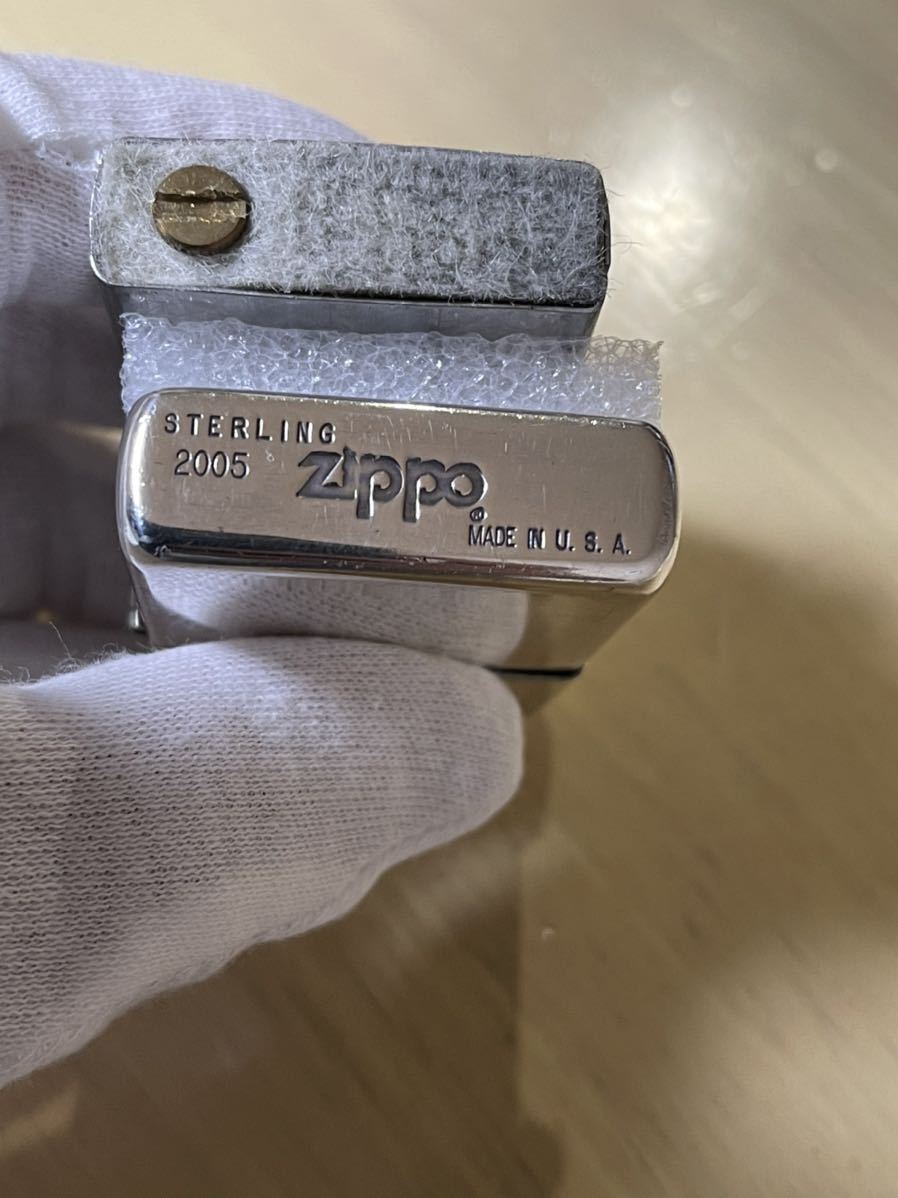 STERLING
2005 Zippo®
MADE IN U. S. A.